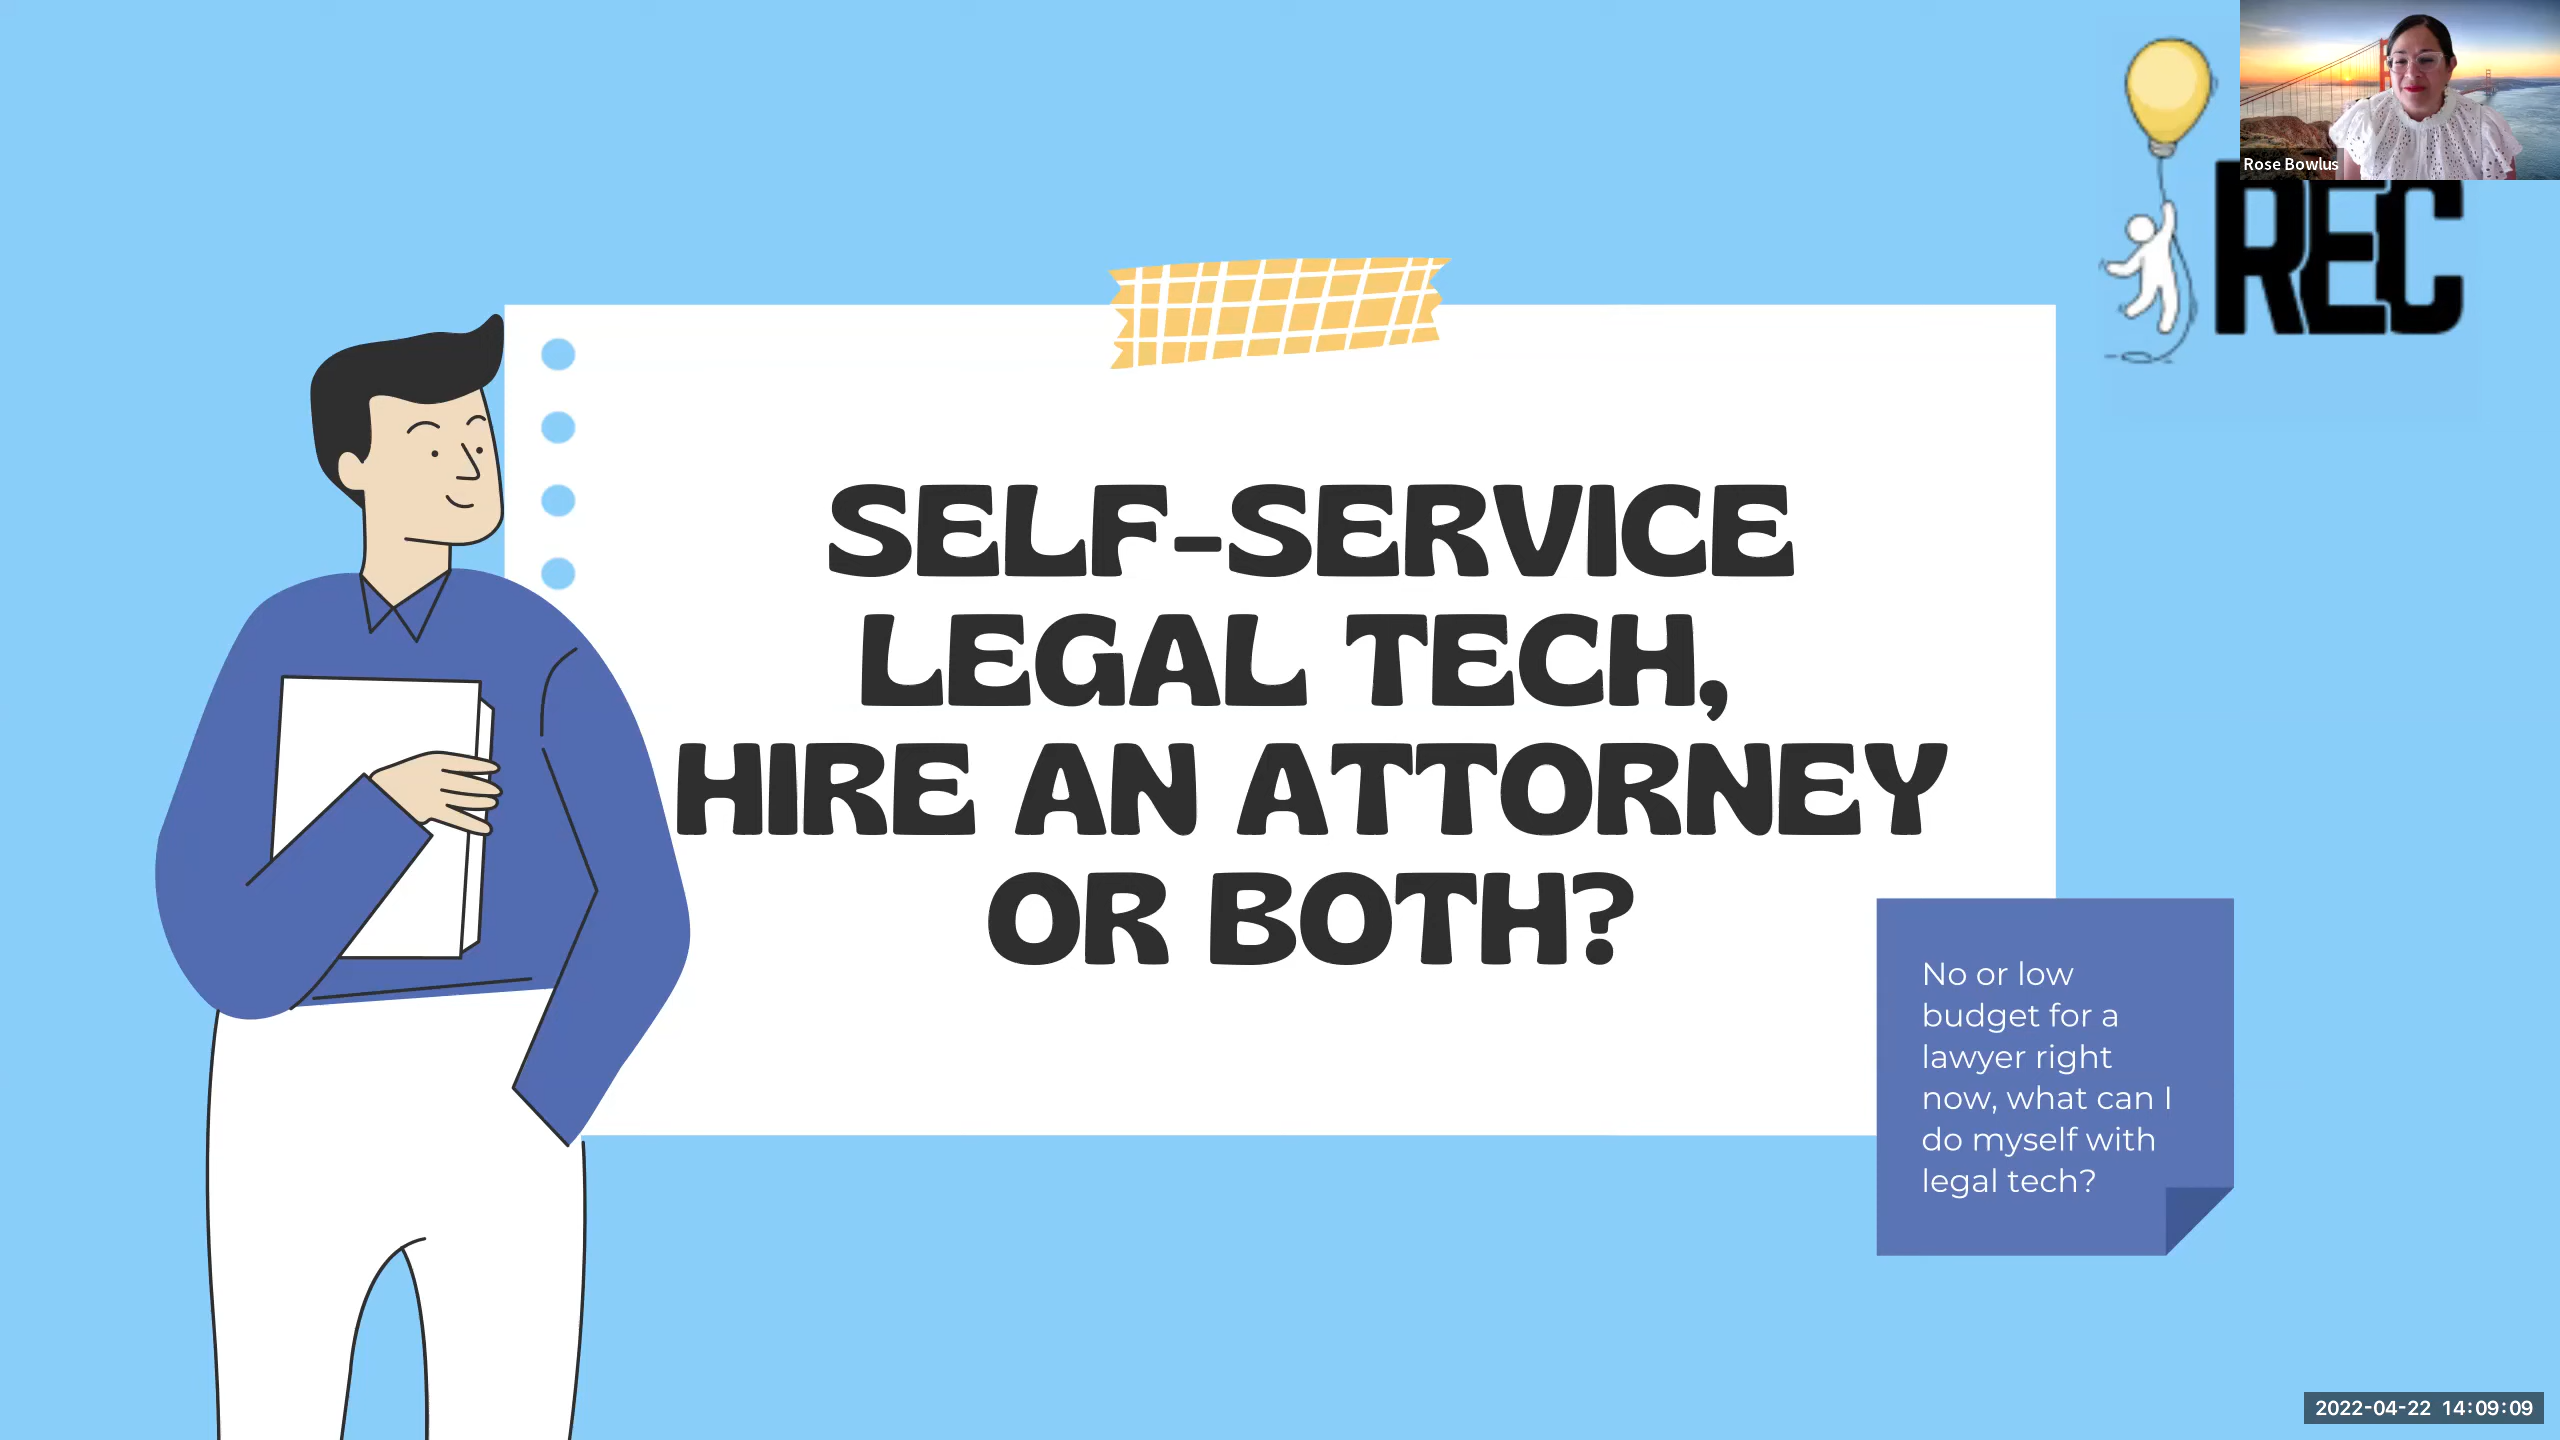 Rose Bowlus
REC
SELF-SERVICE
LEGAL TECH,
HIRE AN ATTORNEY
OR BOTH?
No or low
budget for a
lawyer right
now, what can I
do myself with
legal tech?
2022-04-22 14:09:09